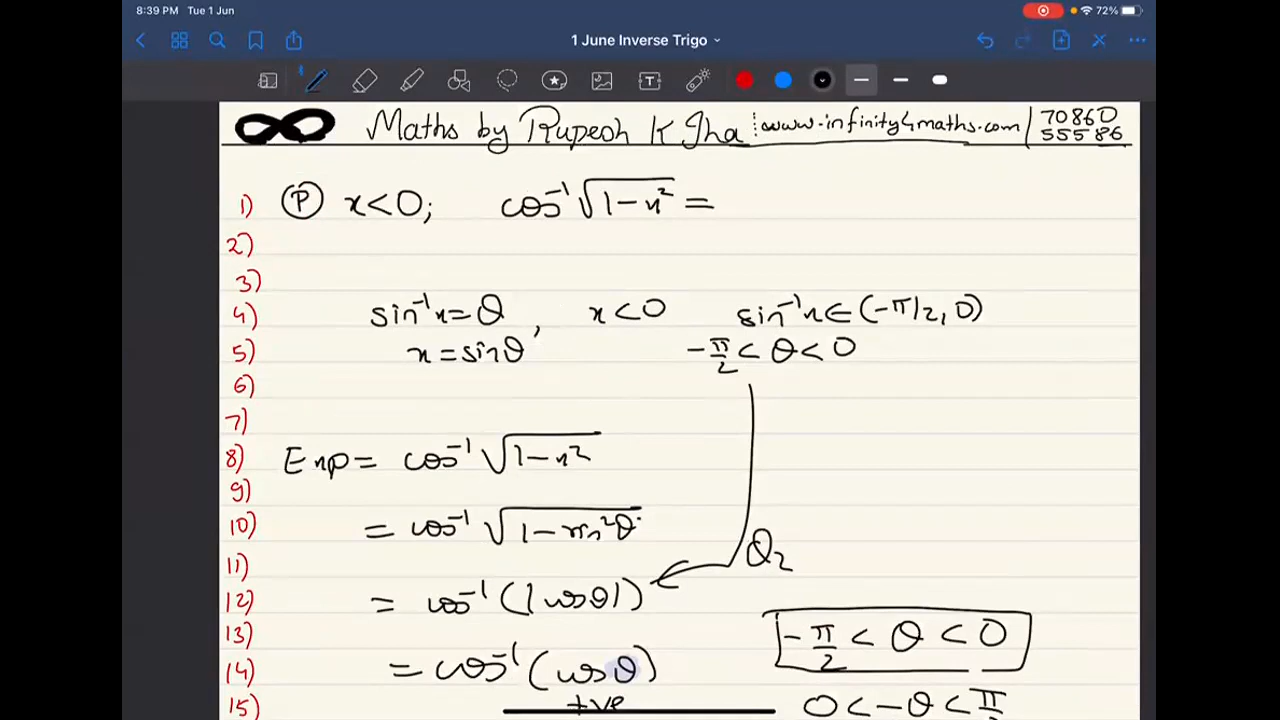 8:39 PM Tue 1 Jun 72%
1 June Inverse Trigo
∞ Maths by Rupesh K Jha www.infinity4maths.com 70860 55586
1) Ⓟ x<0; cos⁻¹√(1-x²) =
2)
3)
4) sin⁻¹x=θ, x<0 sin⁻¹x∈(-π/2,0)
5) x=sinθ -π/2<θ<0
6)
7)
8) Exp= cos⁻¹√(1-x²)
9)
10) = cos⁻¹√(1-sin²θ)
11) Q₂
12) = cos⁻¹(|cosθ|)
13) -π/2<θ<0
14) = cos⁻¹(cosθ)
15) +ve 0<-θ<π